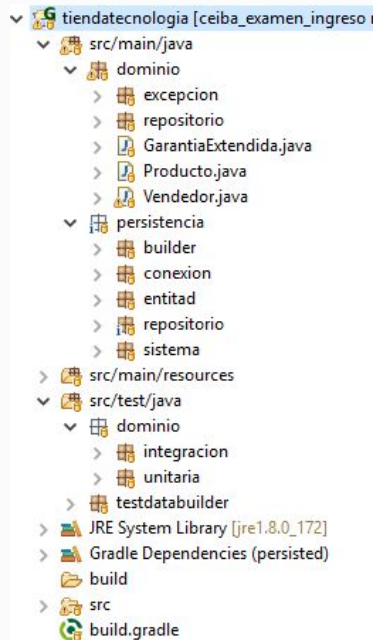 tiendatecnologia [ceiba_examen_ingreso
src/main/java
dominio
excepcion
repositorio
GarantiaExtendida.java
Producto.java
Vendedor.java
persistencia
builder
conexion
entitad
repositorio
sistema
src/main/resources
src/test/java
dominio
integracion
unitaria
testdatabuilder
JRE System Library [jre1.8.0_172]
Gradle Dependencies (persisted)
build
src
build.gradle